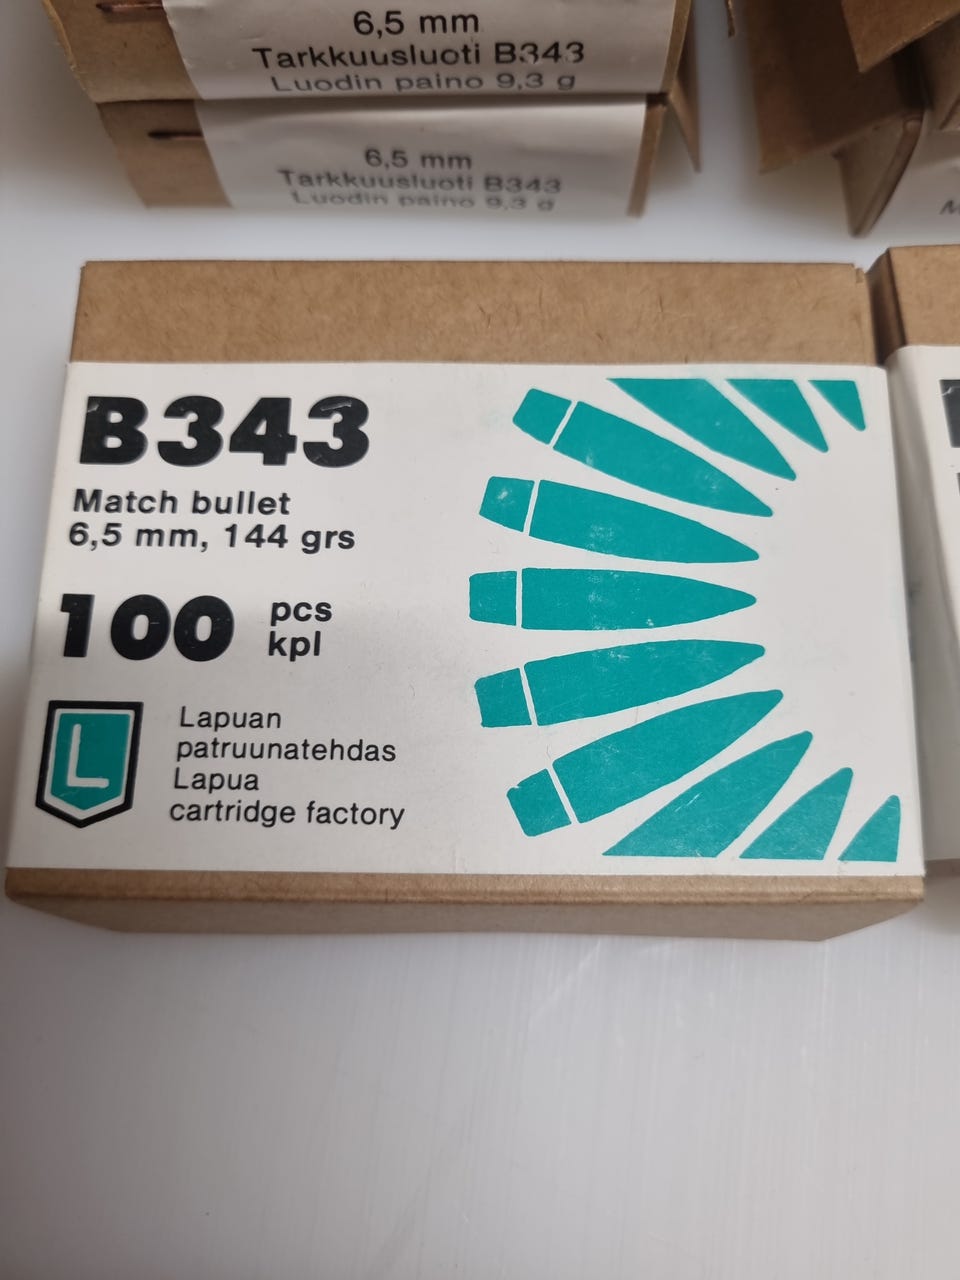 6,5 mm
Tarkkuusluoti B343
Luodin paino 9,3 g
6,5 mm
Tarkkuusluoti B343
Luodin paino 9,3 g
B343
Match bullet
6,5 mm, 144 grs
100 pcs
kpl
L
Lapuan
patruunatehdas
Lapua
cartridge factory